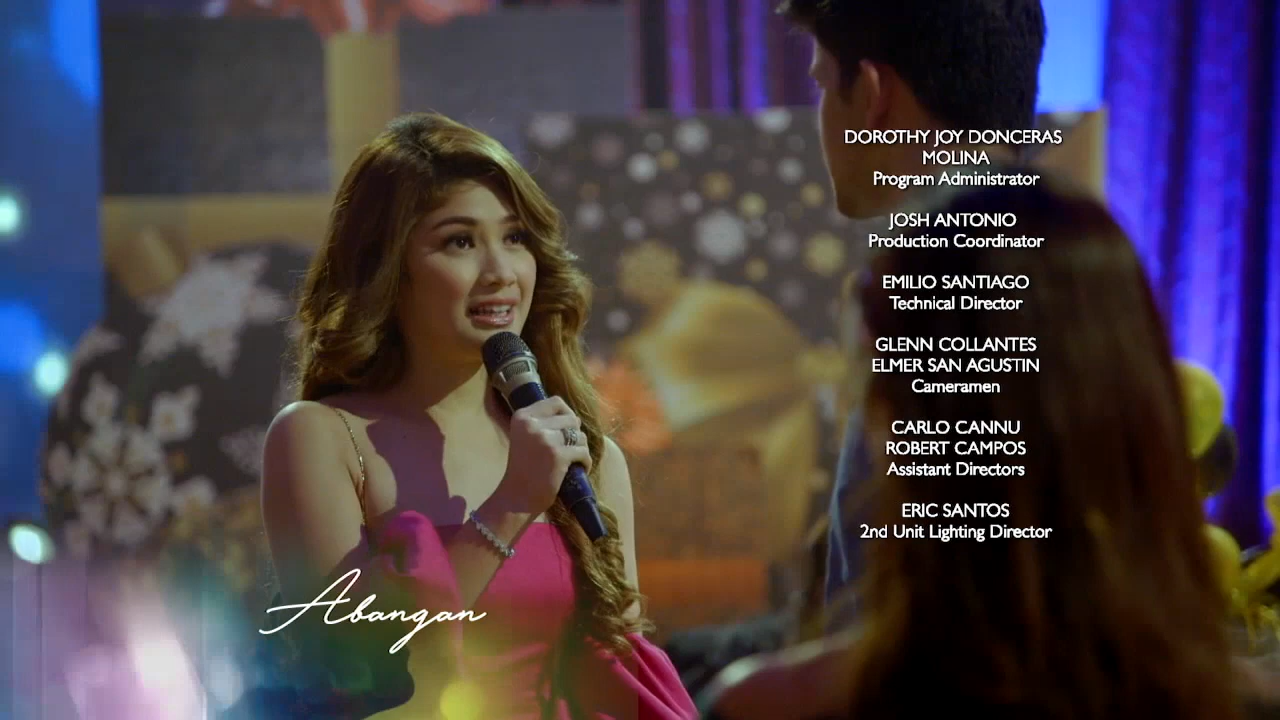 DOROTHY JOY DONCERAS
MOLINA
Program Administrator
JOSH ANTONIO
Production Coordinator
EMILIO SANTIAGO
Technical Director
GLENN COLLANTES
ELMER SAN AGUSTIN
Cameramen
CARLO CANNU
ROBERT CAMPOS
Assistant Directors
ERIC SANTOS
2nd Unit Lighting Director
Abangan